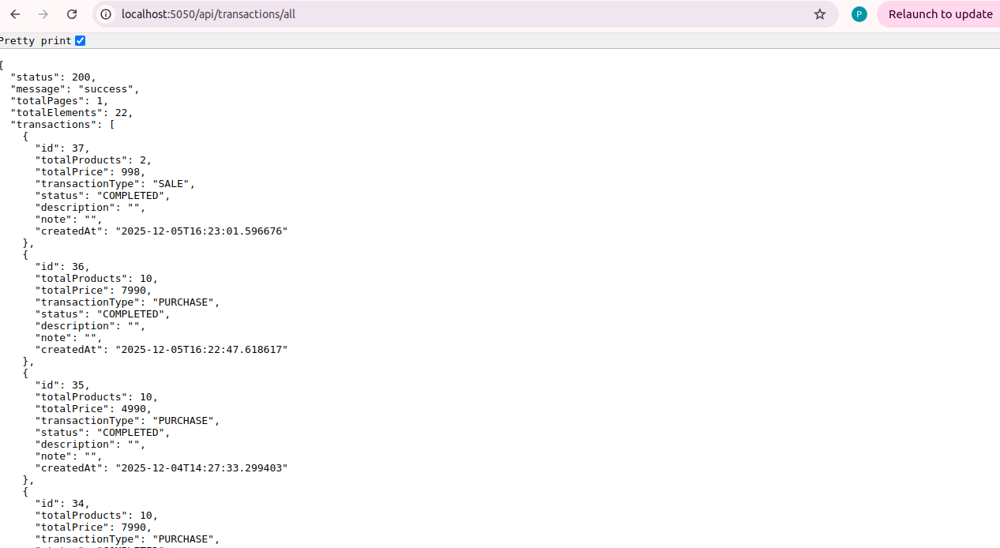 localhost:5050/api/transactions/all
P
Relaunch to update
Pretty print
{
"status": 200,
"message": "success",
"totalPages": 1,
"totalElements": 22,
"transactions": [
{
"id": 37,
"totalProducts": 2,
"totalPrice": 998,
"transactionType": "SALE",
"status": "COMPLETED",
"description": "",
"note": "",
"createdAt": "2025-12-05T16:23:01.596676"
},
{
"id": 36,
"totalProducts": 10,
"totalPrice": 7990,
"transactionType": "PURCHASE",
"status": "COMPLETED",
"description": "",
"note": "",
"createdAt": "2025-12-05T16:22:47.618617"
},
{
"id": 35,
"totalProducts": 10,
"totalPrice": 4990,
"transactionType": "PURCHASE",
"status": "COMPLETED",
"description": "",
"note": "",
"createdAt": "2025-12-04T14:27:33.299403"
},
{
"id": 34,
"totalProducts": 10,
"totalPrice": 7990,
"transactionType": "PURCHASE",